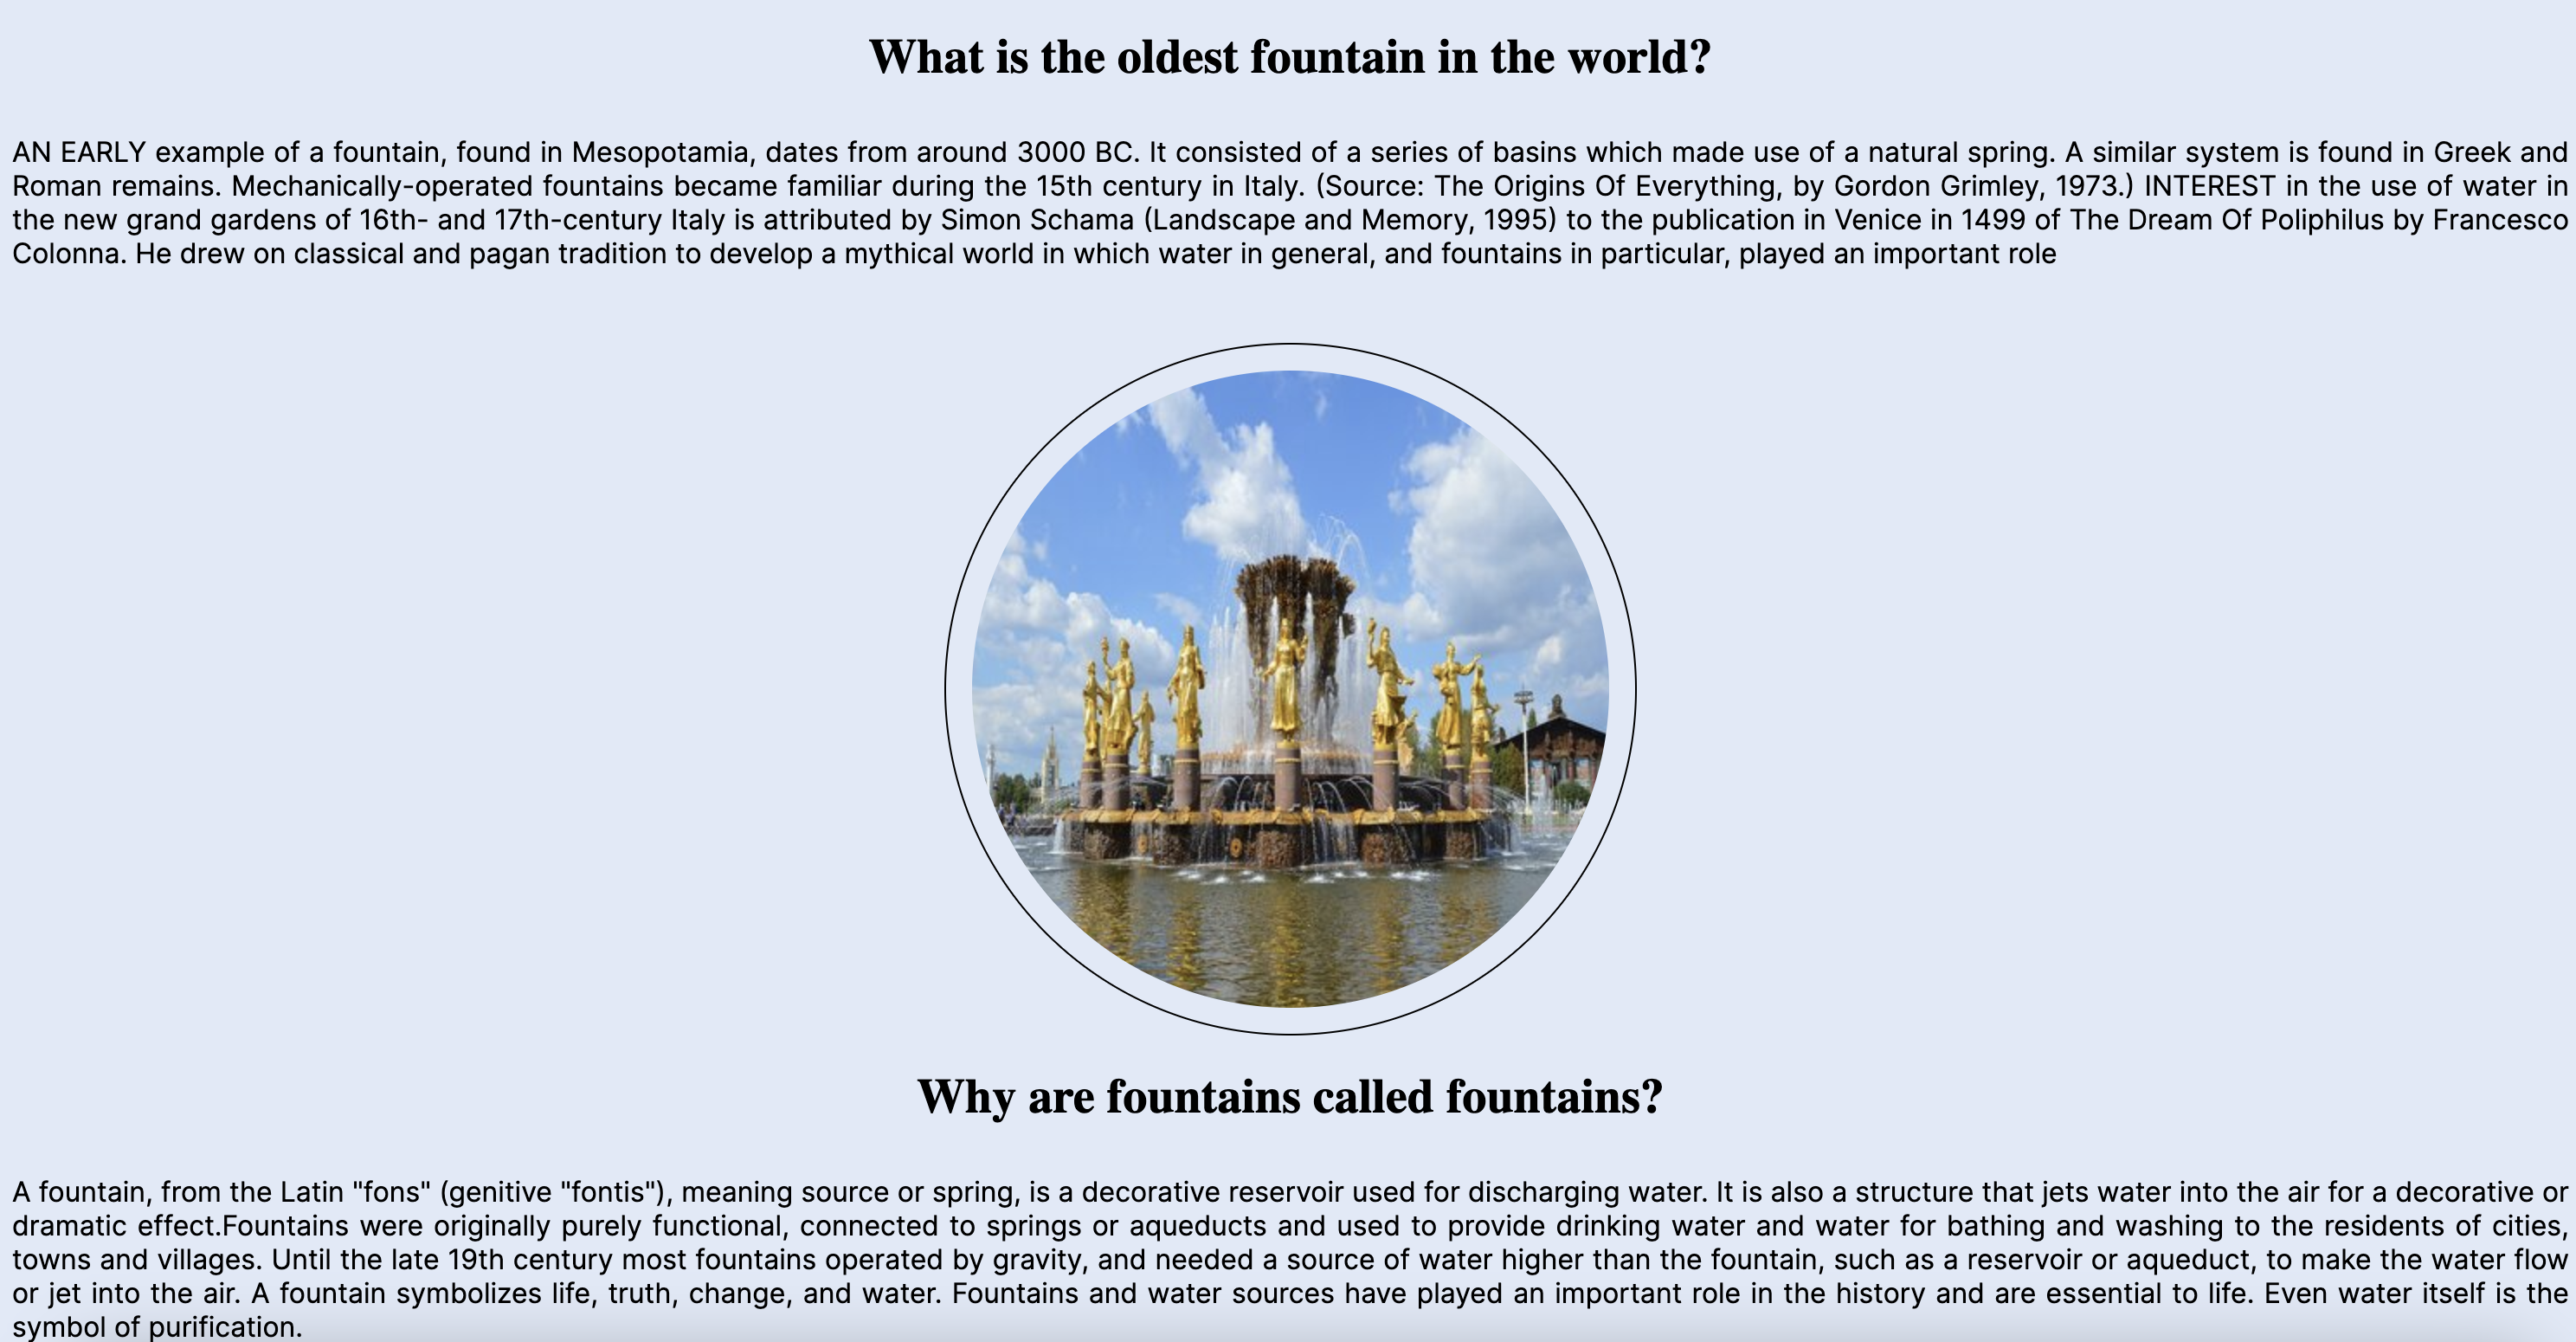 What is the oldest fountain in the world?
AN EARLY example of a fountain, found in Mesopotamia, dates from around 3000 BC. It consisted of a series of basins which made use of a natural spring. A similar system is found in Greek and
Roman remains. Mechanically-operated fountains became familiar during the 15th century in Italy. (Source: The Origins Of Everything, by Gordon Grimley, 1973.) INTEREST in the use of water in
the new grand gardens of 16th- and 17th-century Italy is attributed by Simon Schama (Landscape and Memory, 1995) to the publication in Venice in 1499 of The Dream Of Poliphilus by Francesco
Colonna. He drew on classical and pagan tradition to develop a mythical world in which water in general, and fountains in particular, played an important role
Why are fountains called fountains?
A fountain, from the Latin "fons" (genitive "fontis"), meaning source or spring, is a decorative reservoir used for discharging water. It is also a structure that jets water into the air for a decorative or
dramatic effect.Fountains were originally purely functional, connected to springs or aqueducts and used to provide drinking water and water for bathing and washing to the residents of cities,
towns and villages. Until the late 19th century most fountains operated by gravity, and needed a source of water higher than the fountain, such as a reservoir or aqueduct, to make the water flow
or jet into the air. A fountain symbolizes life, truth, change, and water. Fountains and water sources have played an important role in the history and are essential to life. Even water itself is the
symbol of purification.